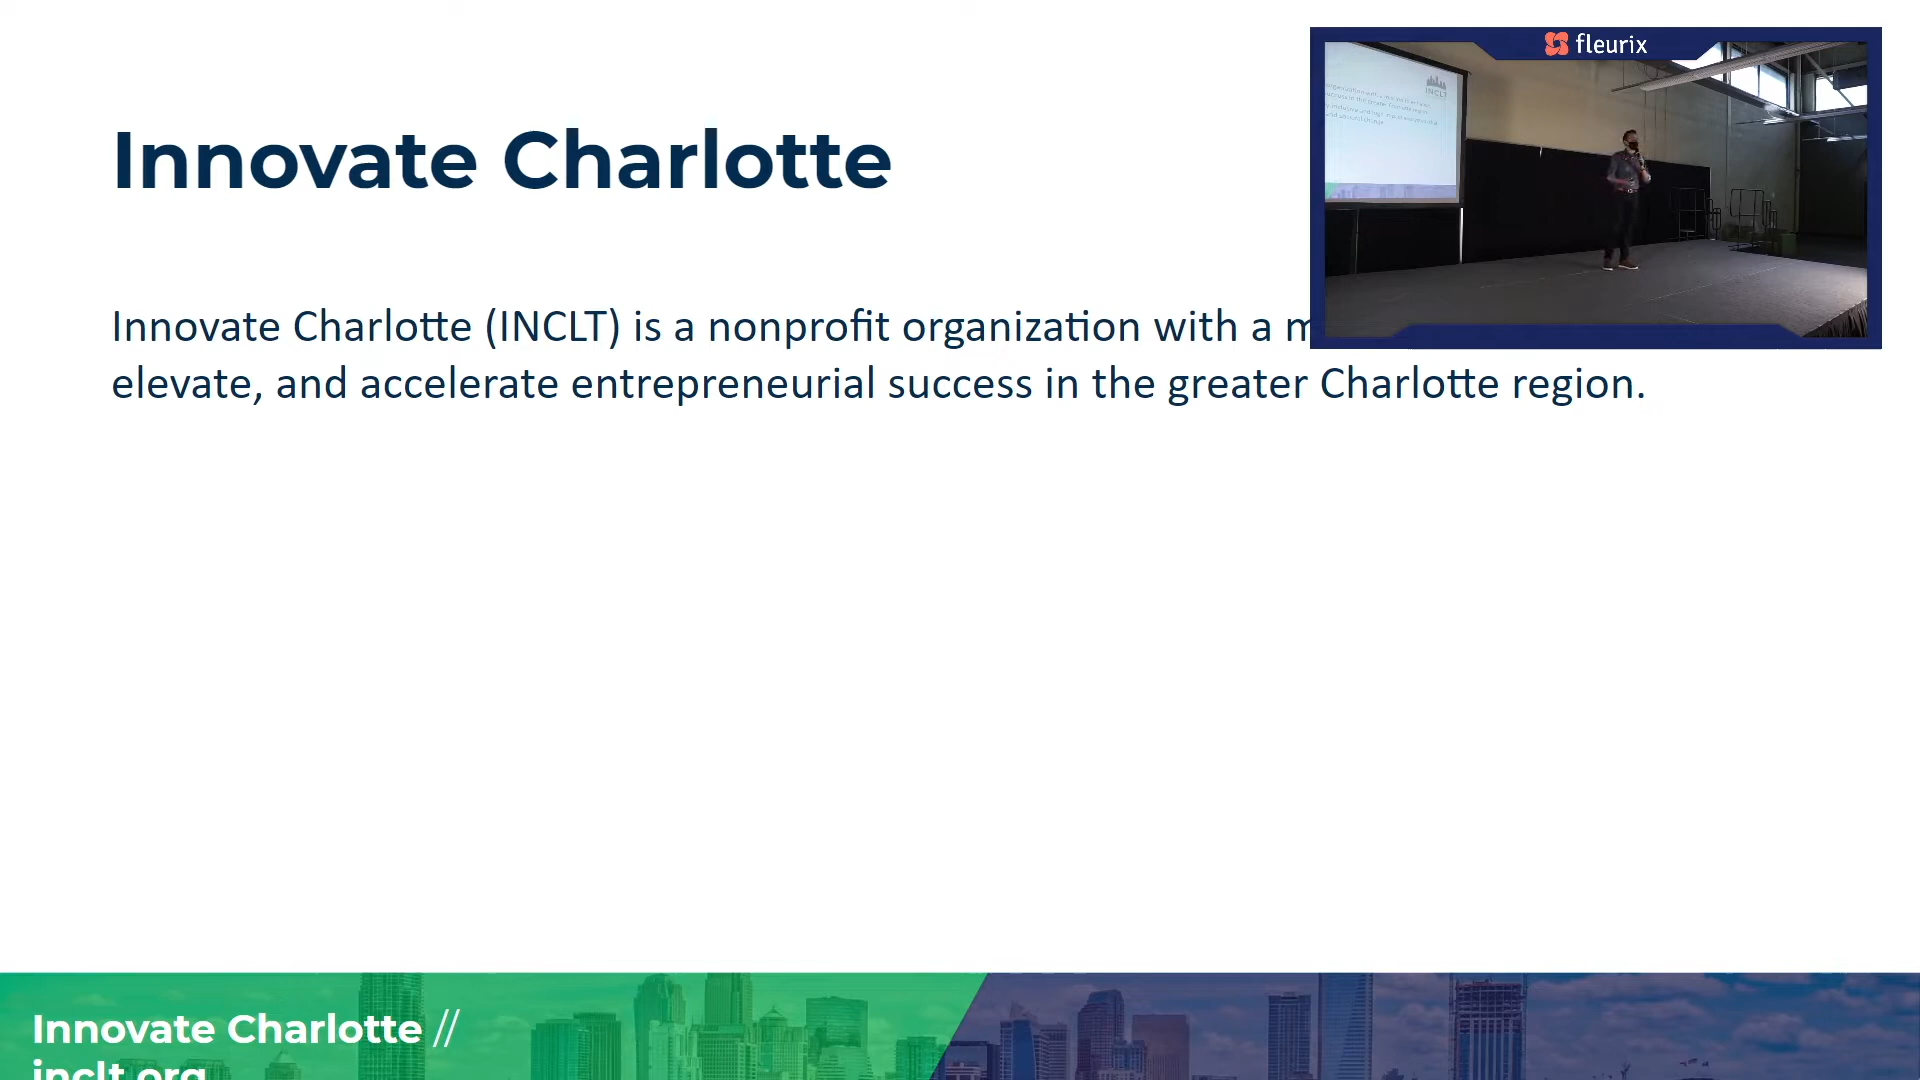 fleurix
INCLT
Innovate Charlotte
Innovate Charlotte (INCLT) is a nonprofit organization with a m
elevate, and accelerate entrepreneurial success in the greater Charlotte region.
Innovate Charlotte //
inclt.org